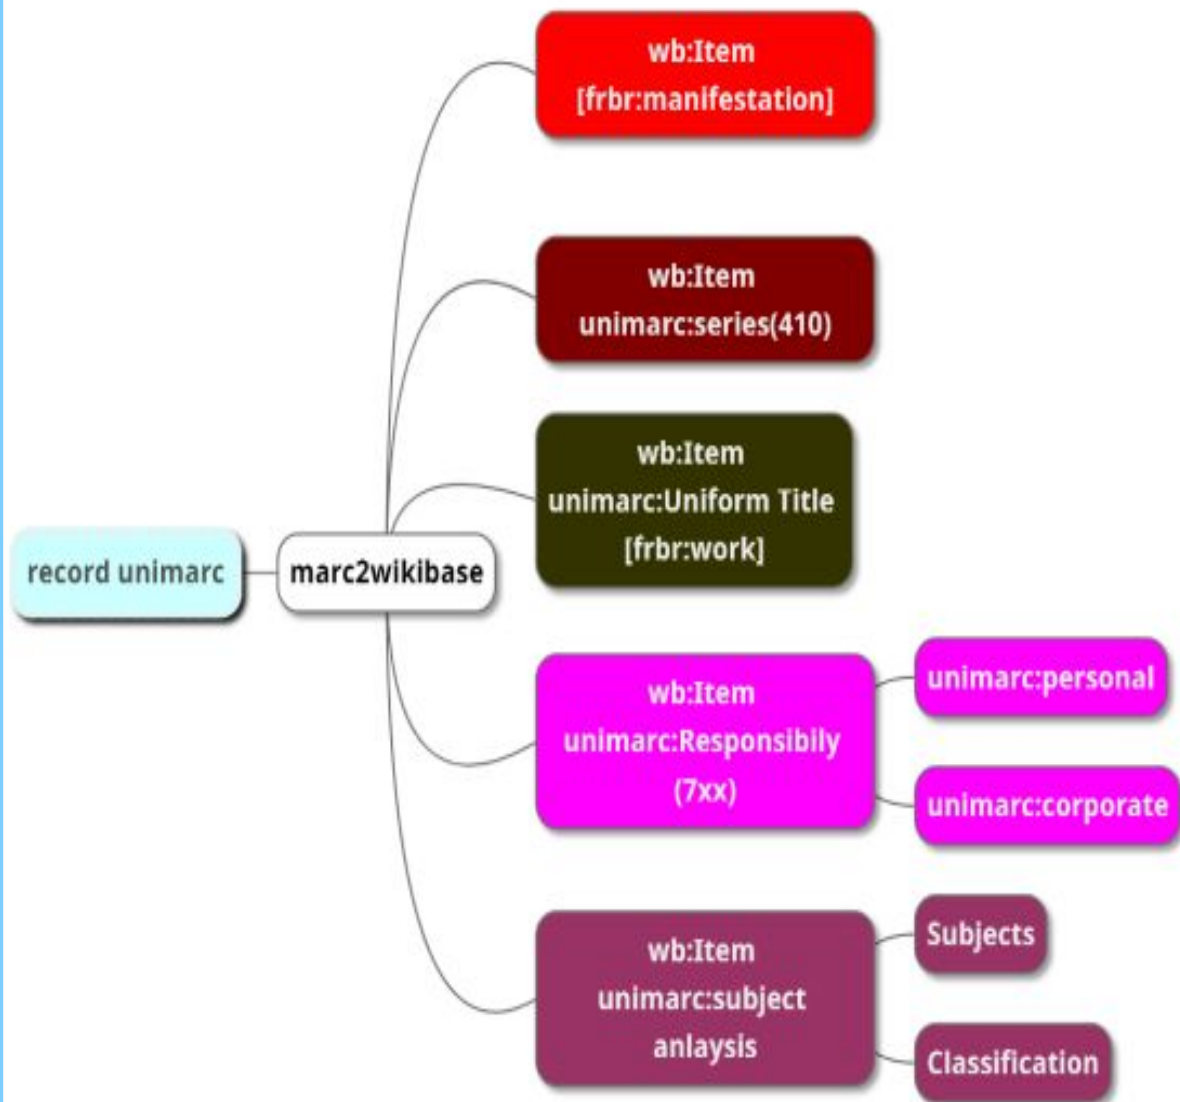 wb:Item
[frbr:manifestation]
wb:Item
unimarc:series(410)
wb:Item
unimarc:Uniform Title
[frbr:work]
record unimarc
marc2wikibase
wb:Item
unimarc:Responsibily
(7xx)
unimarc:personal
unimarc:corporate
wb:Item
unimarc:subject
anlaysis
Subjects
Classification